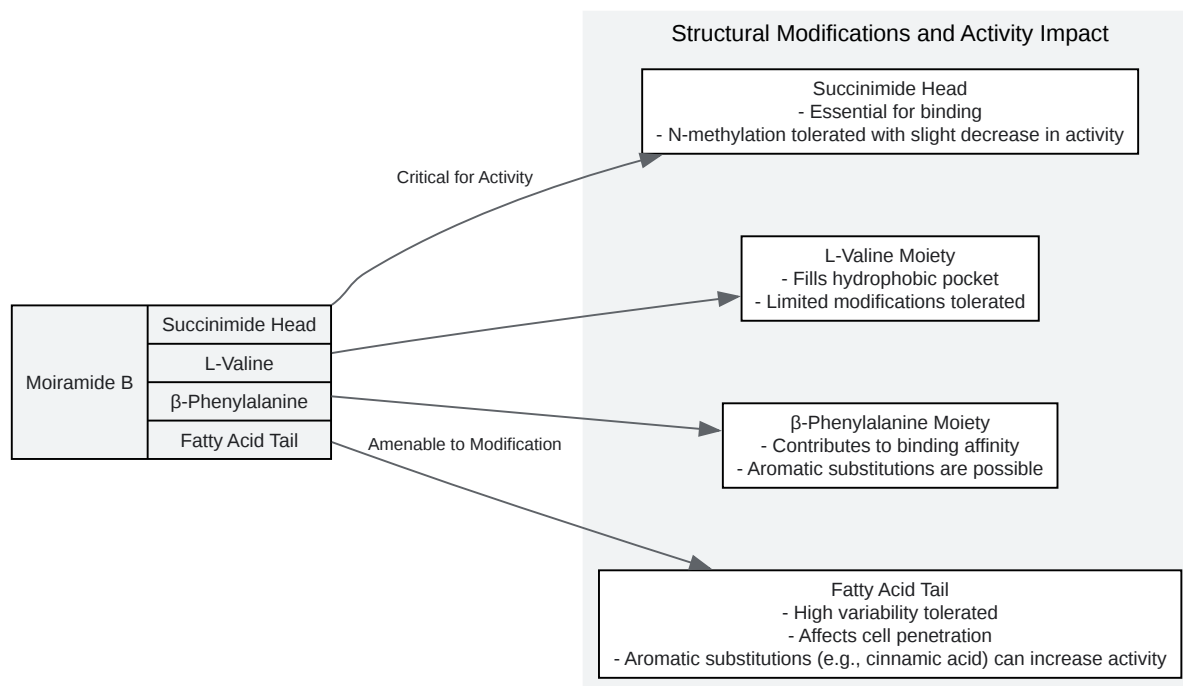 Structural Modifications and Activity Impact
Succinimide Head
- Essential for binding
- N-methylation tolerated with slight decrease in activity
Critical for Activity
L-Valine Moiety
- Fills hydrophobic pocket
- Limited modifications tolerated
Moiramide B
Succinimide Head
L-Valine
β-Phenylalanine
Fatty Acid Tail
Amenable to Modification
β-Phenylalanine Moiety
- Contributes to binding affinity
- Aromatic substitutions are possible
Fatty Acid Tail
- High variability tolerated
- Affects cell penetration
- Aromatic substitutions (e.g., cinnamic acid) can increase activity